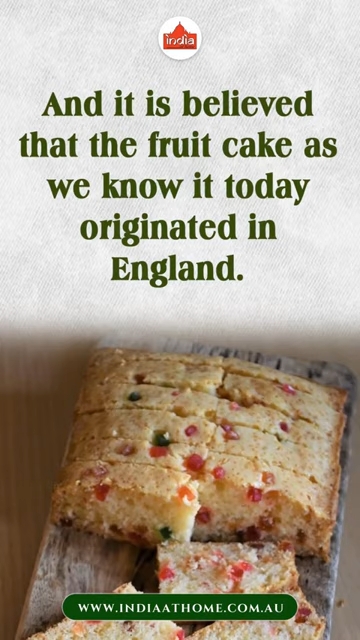 india
And it is believed
that the fruit cake as
we know it today
originated in
England.
WWW.INDIAATHOME.COM.AU